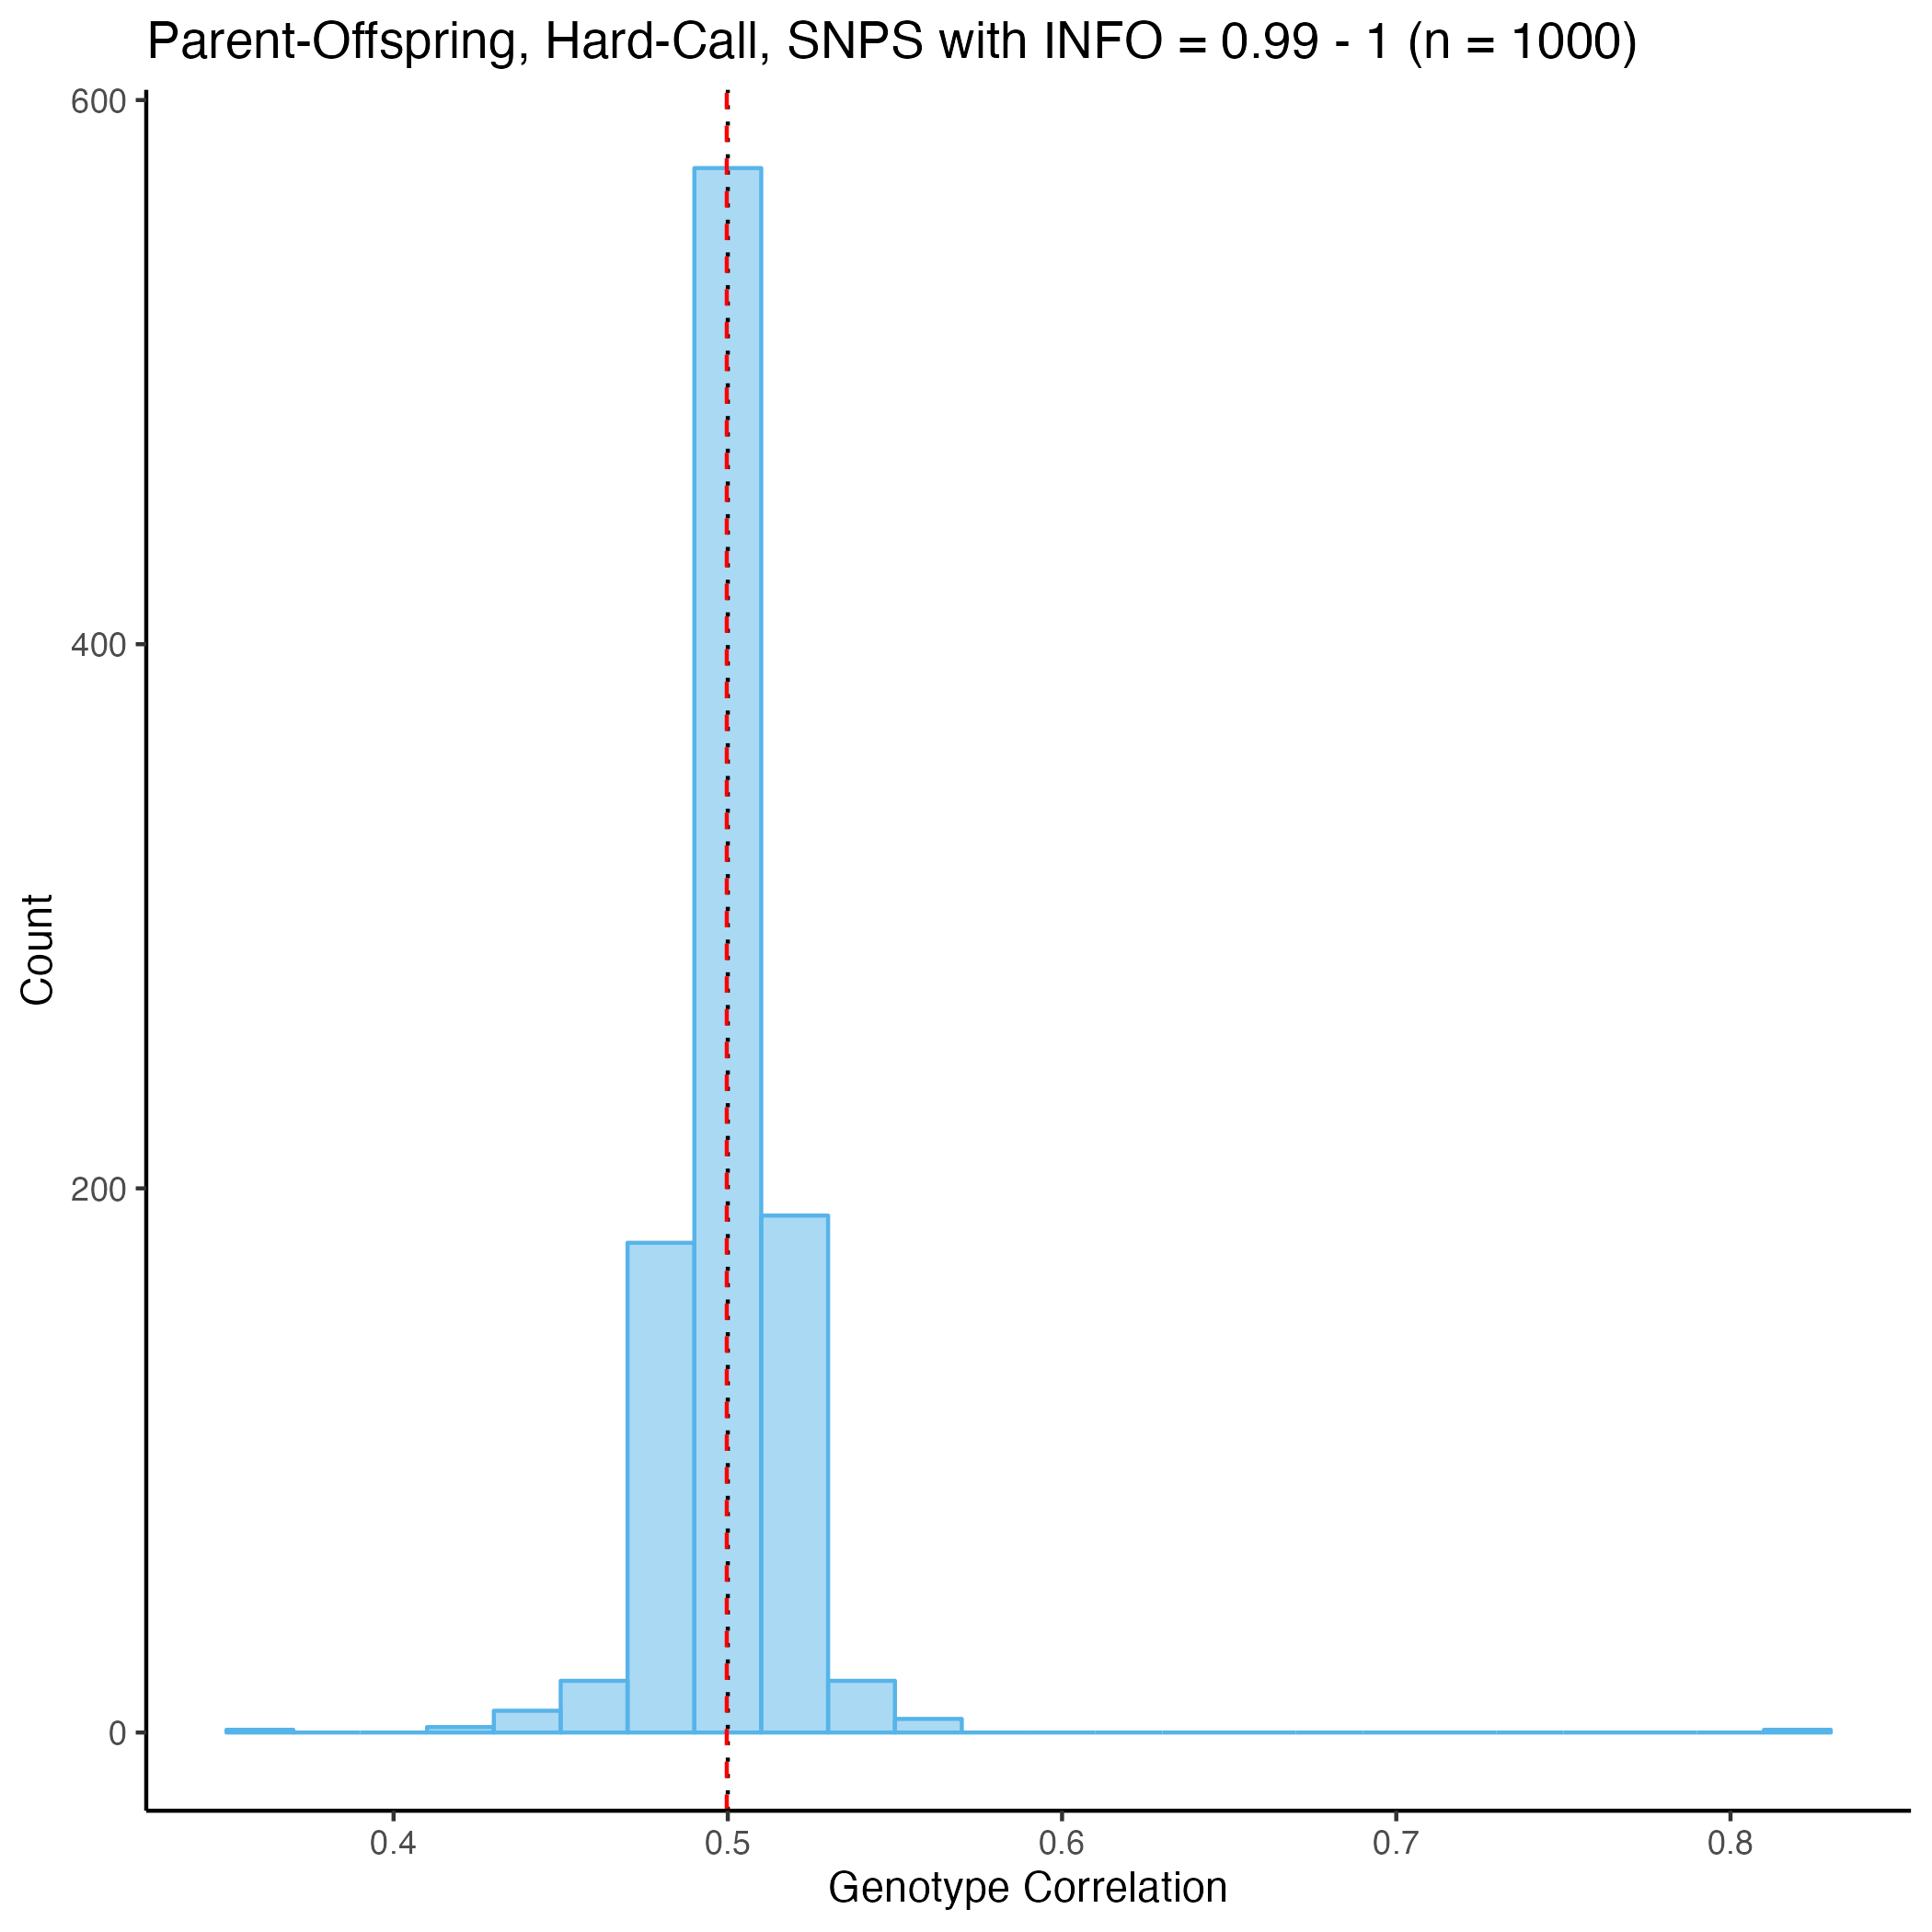 Parent-Offspring, Hard-Call, SNPS with INFO = 0.99 - 1 (n = 1000)
600
400
200
0
Count
0.4 0.5 0.6 0.7 0.8
Genotype Correlation